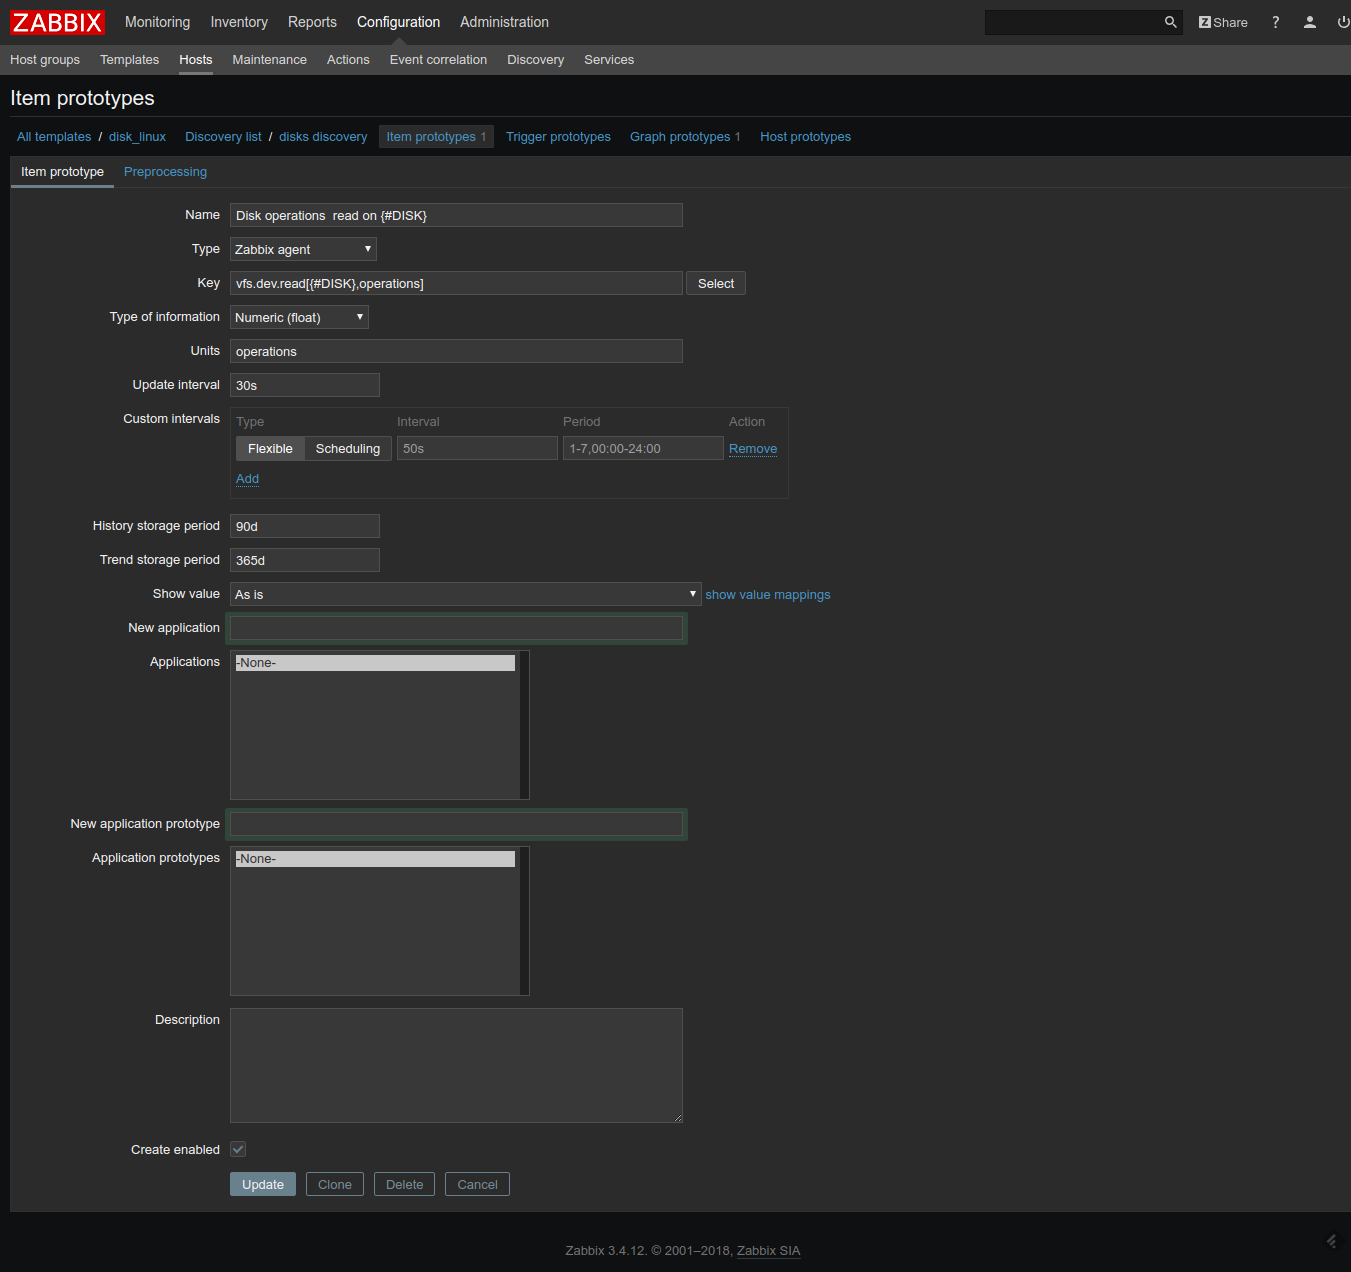 ZABBIX Monitoring Inventory Reports Configuration Administration Z Share ?
Host groups Templates Hosts Maintenance Actions Event correlation Discovery Services
Item prototypes
All templates / disk_linux Discovery list / disks discovery Item prototypes 1 Trigger prototypes Graph prototypes 1 Host prototypes
Item prototype Preprocessing
Name Disk operations  read on {#DISK}
Type Zabbix agent
Key vfs.dev.read[{#DISK},operations] Select
Type of information Numeric (float)
Units operations
Update interval 30s
Custom intervals Type Interval Period Action
Flexible Scheduling 50s 1-7,00:00-24:00 Remove
Add
History storage period 90d
Trend storage period 365d
Show value As is show value mappings
New application
Applications -None-
New application prototype
Application prototypes -None-
Description
Create enabled
Update Clone Delete Cancel
Zabbix 3.4.12. © 2001–2018, Zabbix SIA